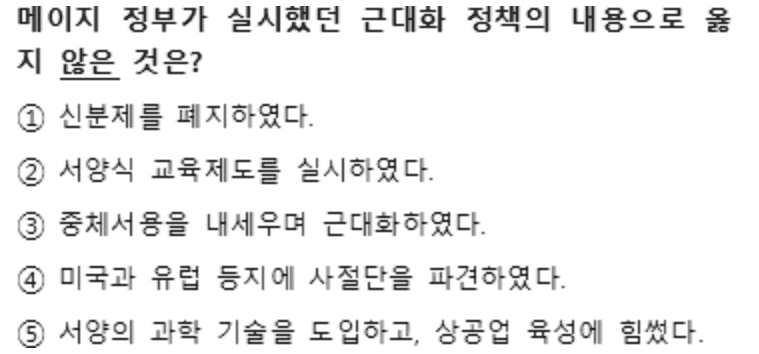 메이지 정부가 실시했던 근대화 정책의 내용으로 옳
지 않은 것은?
① 신분제를 폐지하였다.
② 서양식 교육제도를 실시하였다.
③ 중체서용을 내세우며 근대화하였다.
④ 미국과 유럽 등지에 사절단을 파견하였다.
⑤ 서양의 과학 기술을 도입하고, 상공업 육성에 힘썼다.